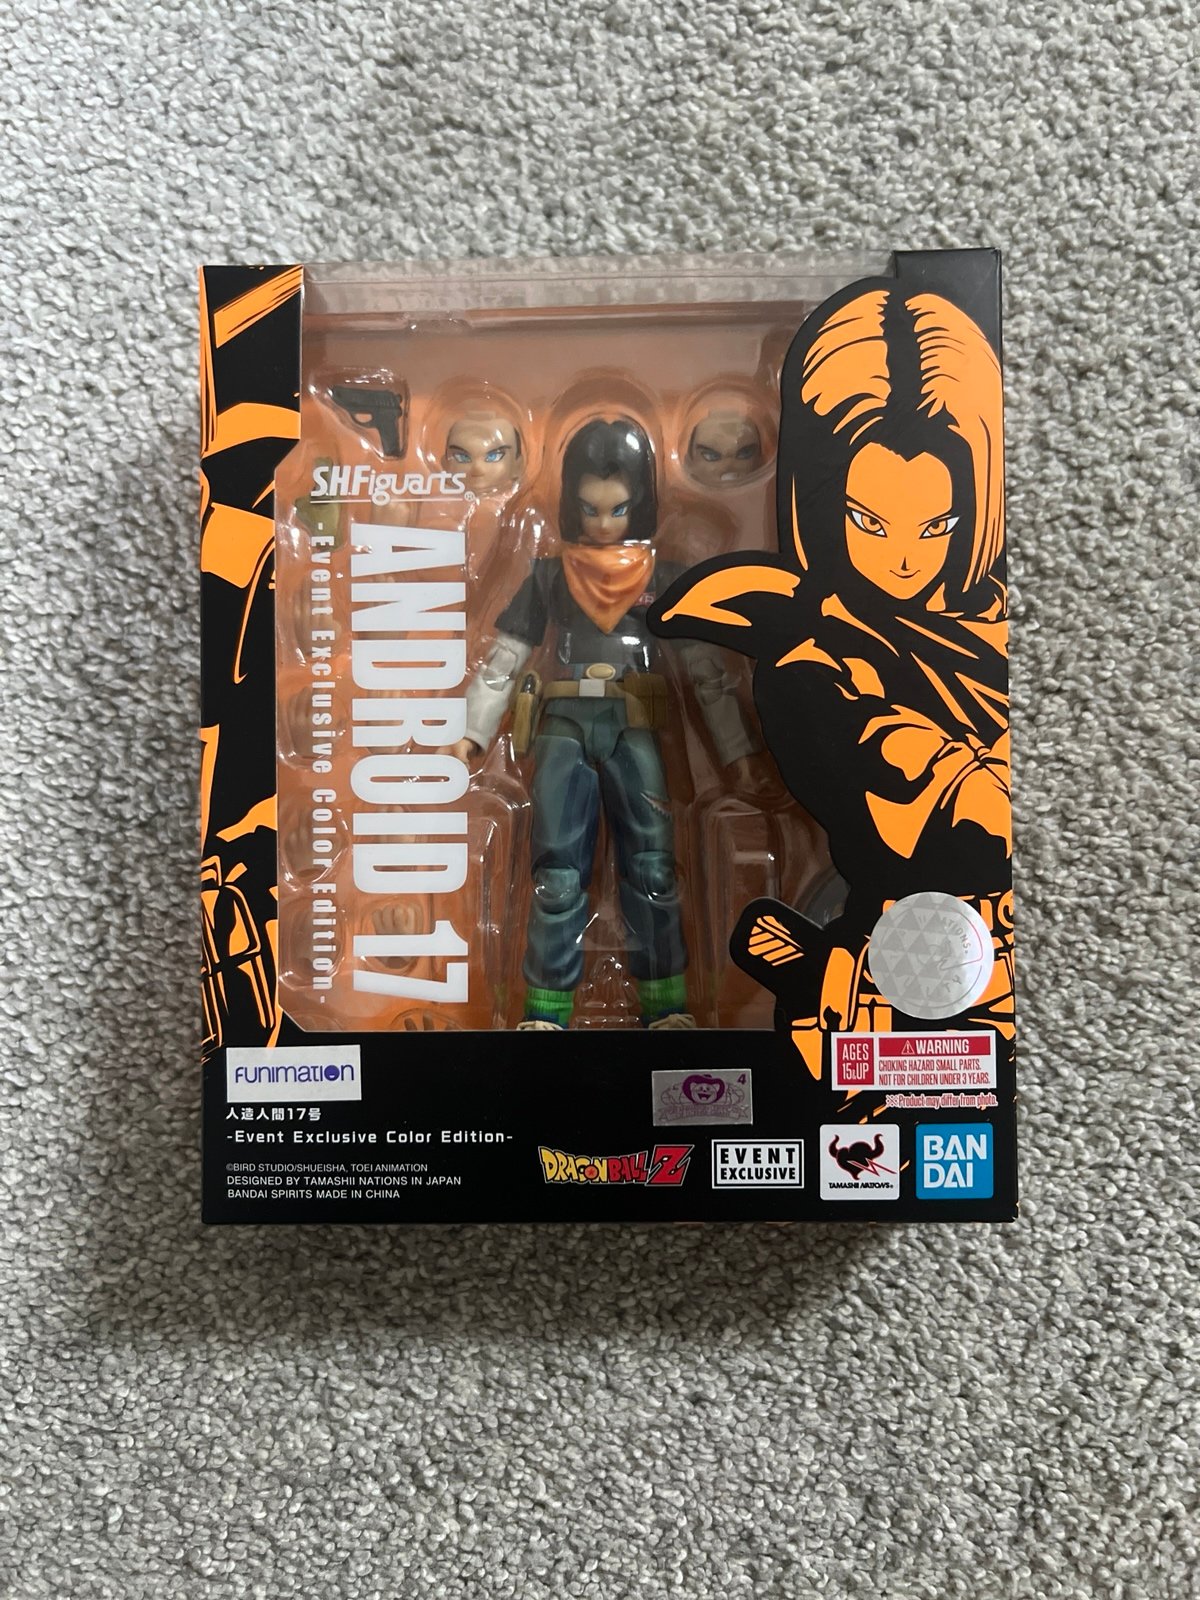 S.H.Figuarts
ANDROID 17
-Event Exclusive Color Edition-
NATIONS
AGES
15&UP
⚠WARNING
CHOKING HAZARD SMALL PARTS.
NOT FOR CHILDREN UNDER 3 YEARS.
※Product may differ from photo.
FUNIMATION
人造人間17号
-Event Exclusive Color Edition-
©BIRD STUDIO/SHUEISHA, TOEI ANIMATION
DESIGNED BY TAMASHII NATIONS IN JAPAN
BANDAI SPIRITS MADE IN CHINA
4
DRAGON BALL Z
EVENT
EXCLUSIVE
TAMASHII NATIONS®
BAN
DAI